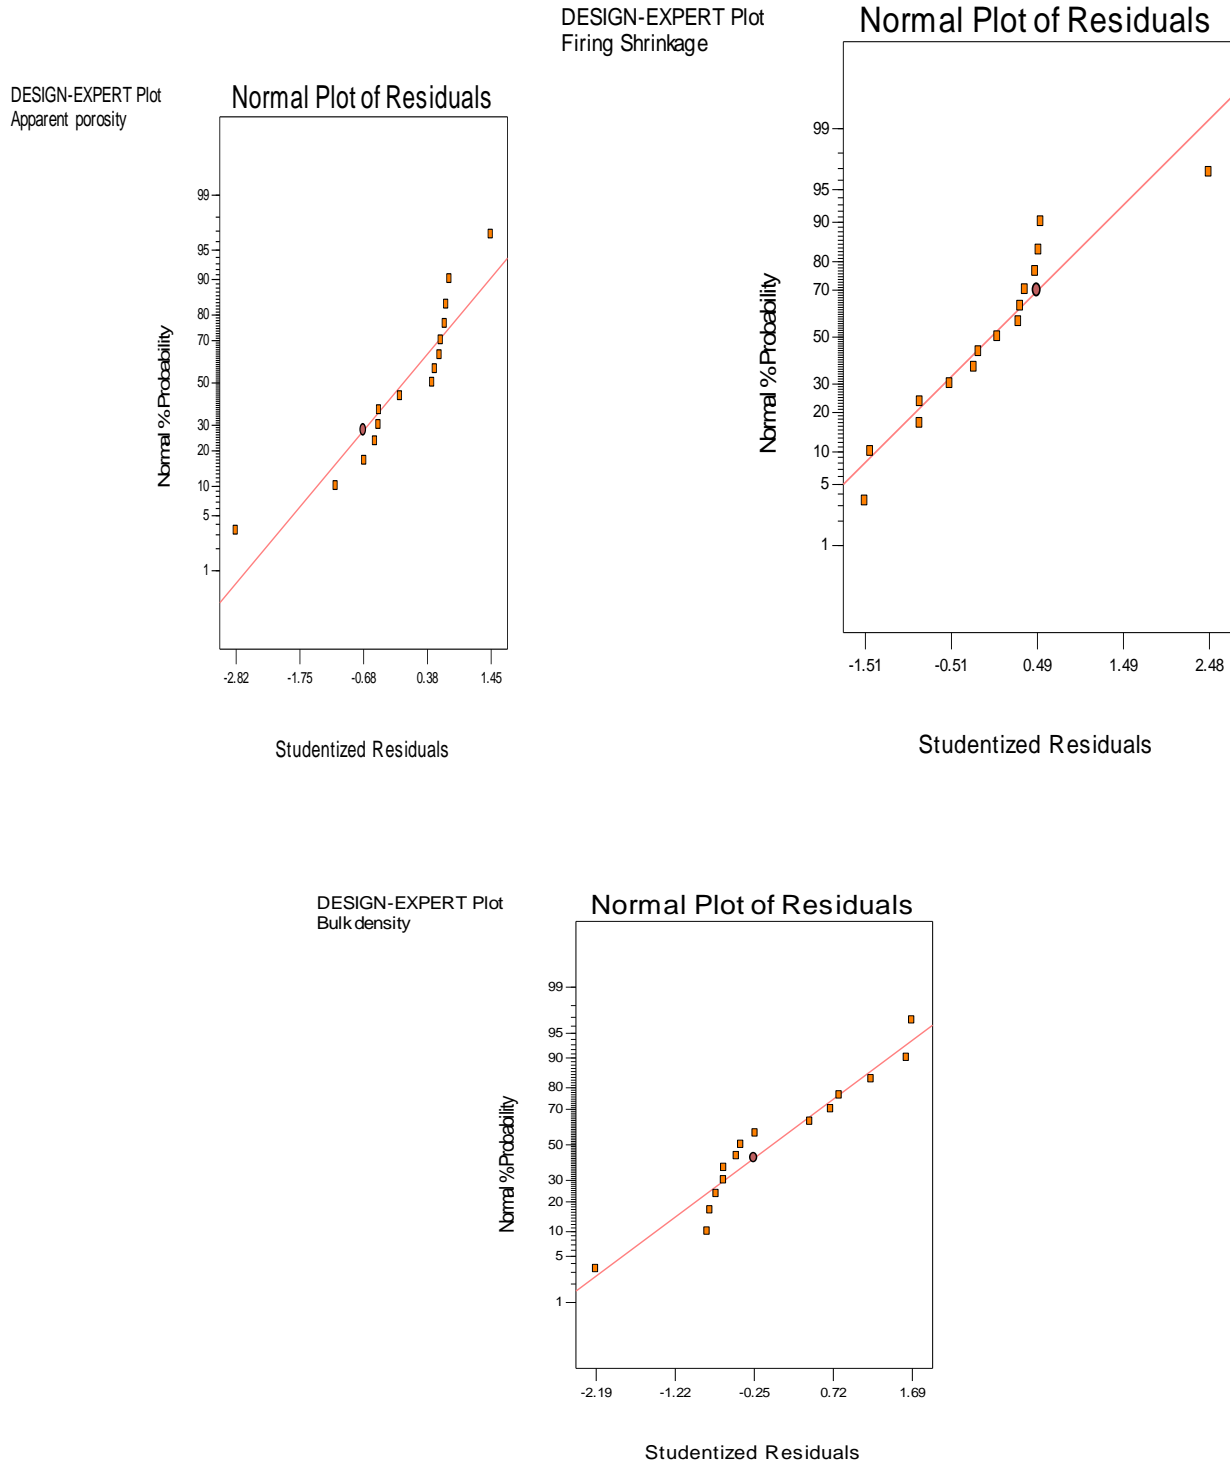 DESIGN-EXPERT Plot
Apparent porosity
Normal Plot of Residuals
99
95
90
80
70
50
30
20
10
5
1
Normal % Probability
-2.82 -1.75 -0.68 0.38 1.45
Studentized Residuals
DESIGN-EXPERT Plot
Firing Shrinkage
Normal Plot of Residuals
99
95
90
80
70
50
30
20
10
5
1
Normal % Probability
-1.51 -0.51 0.49 1.49 2.48
Studentized Residuals
DESIGN-EXPERT Plot
Bulk density
Normal Plot of Residuals
99
95
90
80
70
50
30
20
10
5
1
Normal % Probability
-2.19 -1.22 -0.25 0.72 1.69
Studentized Residuals